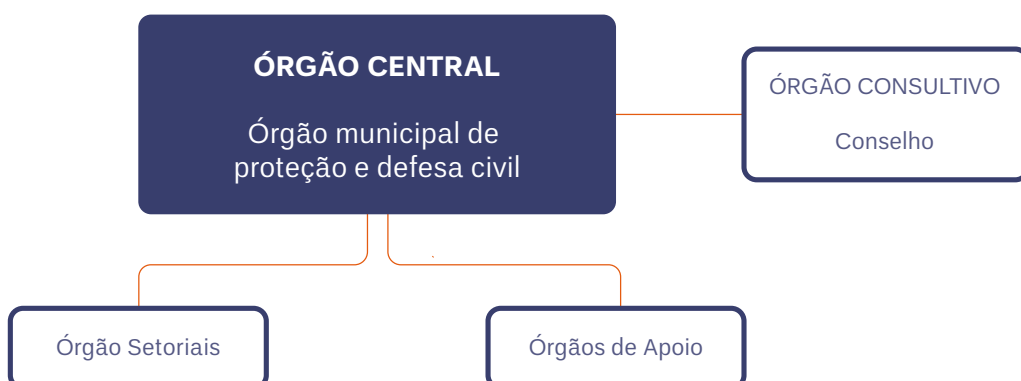 ÓRGÃO CENTRAL
Órgão municipal de
proteção e defesa civil
ÓRGÃO CONSULTIVO
Conselho
Órgão Setoriais
Órgãos de Apoio